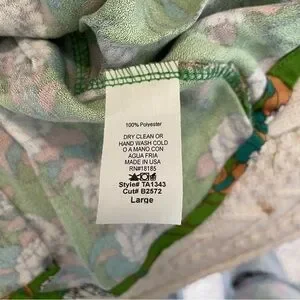 100% Polyester
DRY CLEAN OR
HAND WASH COLD
O A MANO CON
AGUA FRIA
MADE IN USA
RN#18185
Style# TA1343
Cut# B2572
Large